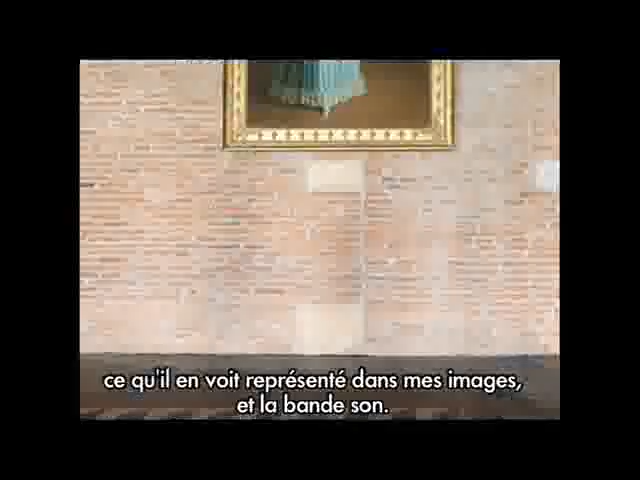 ce qu'il en voit représenté dans mes images,
et la bande son.